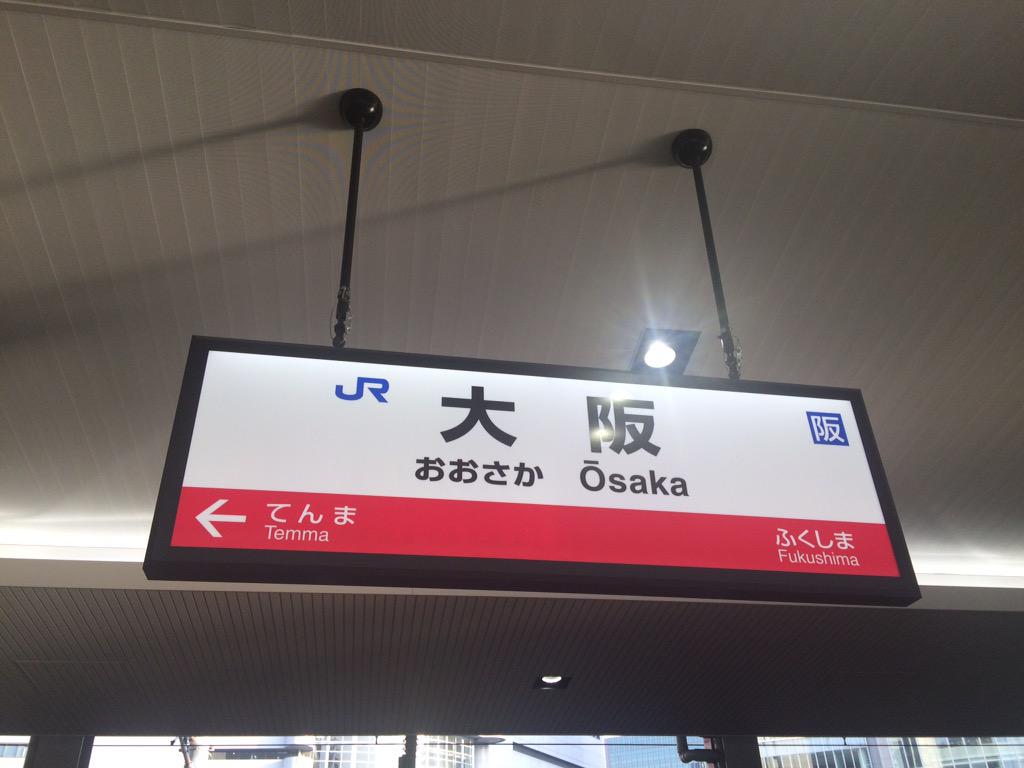 JR
大阪
阪
おおさか Ōsaka
← てんま
Temma
ふくしま
Fukushima